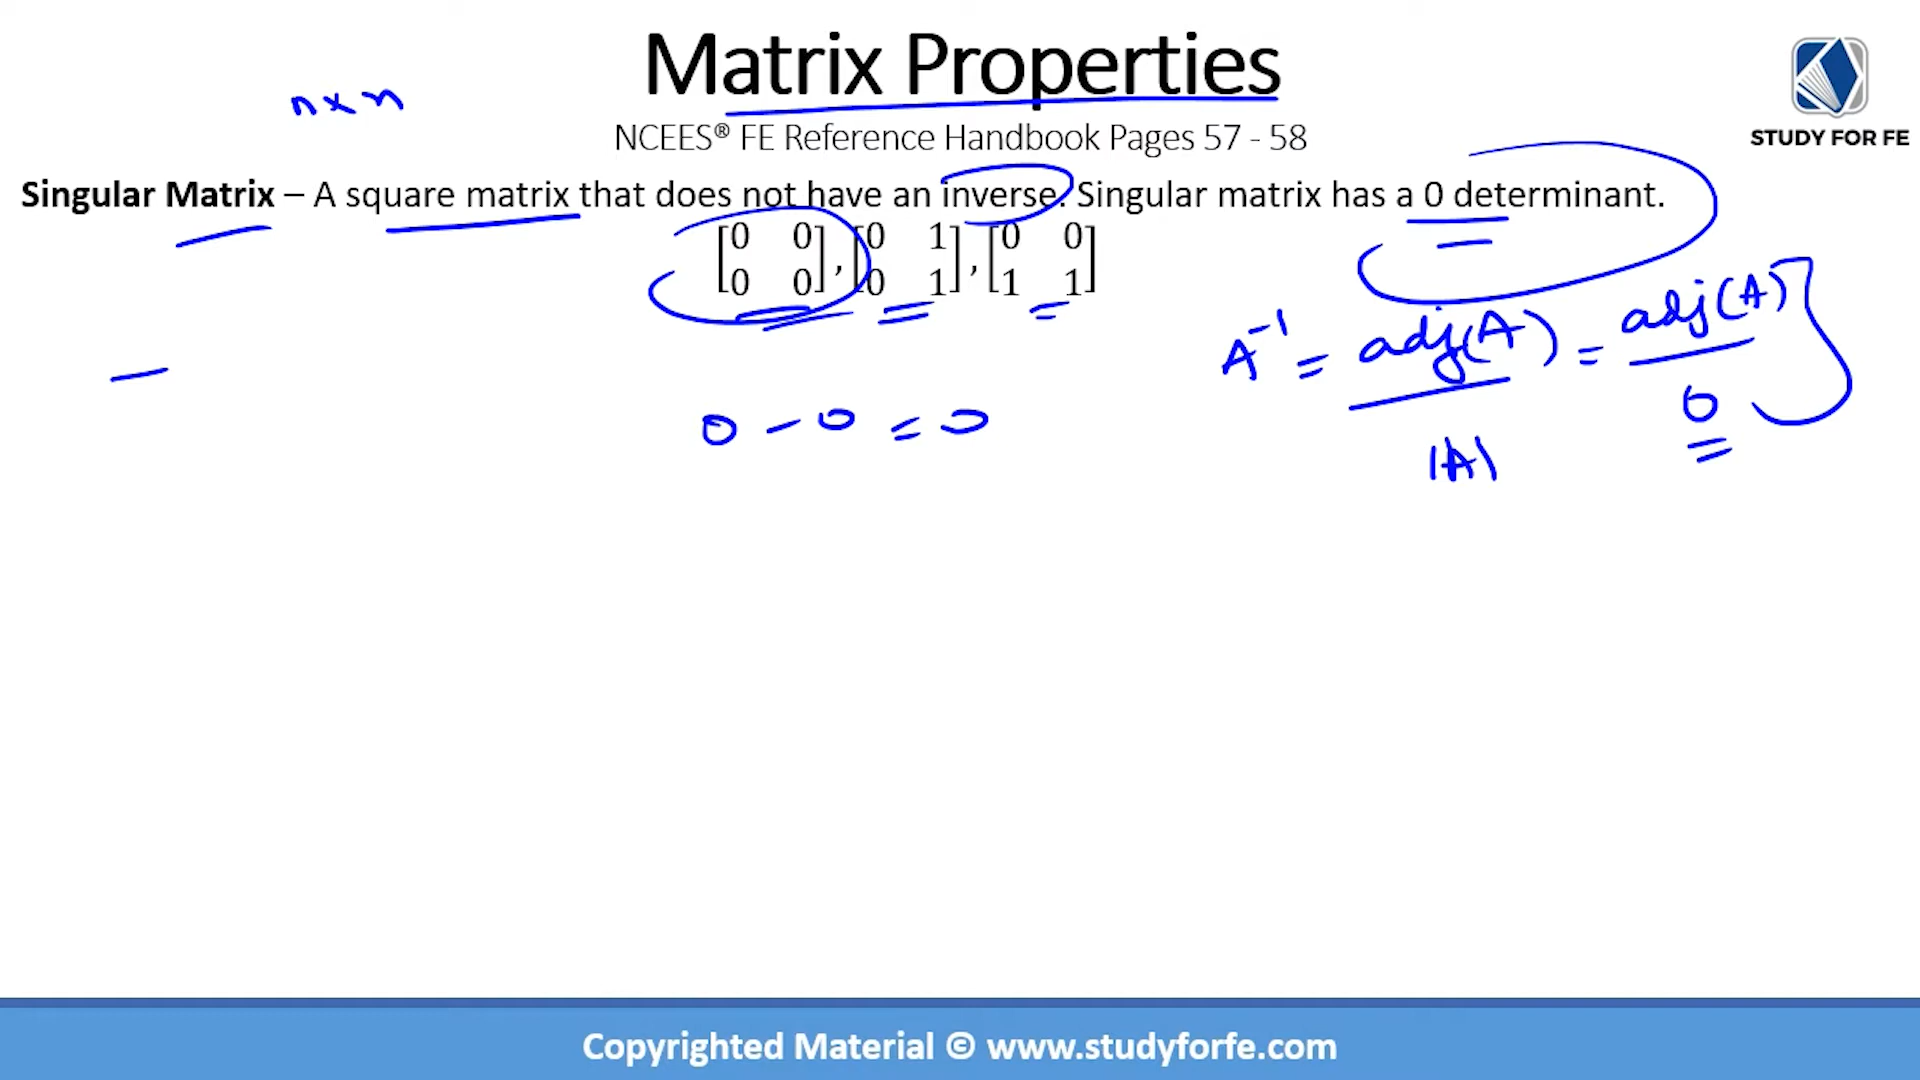 Matrix Properties
n x n
NCEES® FE Reference Handbook Pages 57 - 58
STUDY FOR FE
Singular Matrix – A square matrix that does not have an inverse. Singular matrix has a 0 determinant.
[0 0
0 0], [0 1
0 1], [0 0
1 1]
A⁻¹ = adj(A) / |A| = adj(A) / 0
0 - 0 = 0
Copyrighted Material © www.studyforfe.com